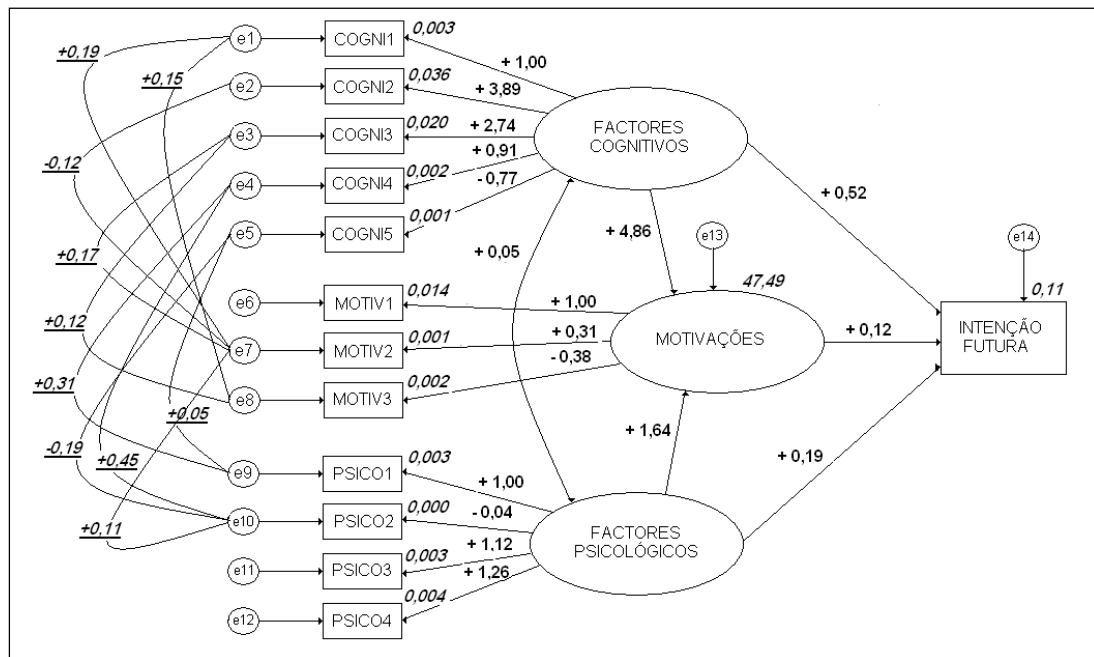 +0,19
e1
COGNI1
0,003
+ 1,00
+0,15
e2
COGNI2
0,036
+ 3,89
e3
COGNI3
0,020
+ 2,74
FACTORES
COGNITIVOS
-0,12
e4
COGNI4
0,002
+ 0,91
- 0,77
+ 0,52
e5
COGNI5
0,001
+0,17
+ 0,05
+ 4,86
e13
e14
47,49
0,11
e6
MOTIV1
0,014
+ 1,00
+0,12
e7
MOTIV2
0,001
+ 0,31
MOTIVAÇÕES
+ 0,12
INTENÇÃO
FUTURA
- 0,38
e8
MOTIV3
0,002
+0,31
+0,05
+ 1,64
-0,19
+0,45
e9
PSICO1
0,003
+ 1,00
+ 0,19
+0,11
e10
PSICO2
0,000
- 0,04
FACTORES
PSICOLÓGICOS
e11
PSICO3
0,003
+ 1,12
+ 1,26
e12
PSICO4
0,004